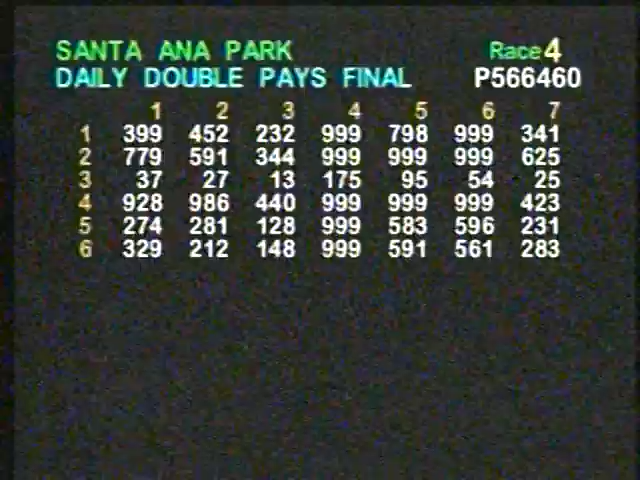 SANTA ANA PARK Race 4
DAILY DOUBLE PAYS FINAL P566460
1 2 3 4 5 6 7
1 399 452 232 999 798 999 341
2 779 591 344 999 999 999 625
3 37 27 13 175 95 54 25
4 928 986 440 999 999 999 423
5 274 281 128 999 583 596 231
6 329 212 148 999 591 561 283